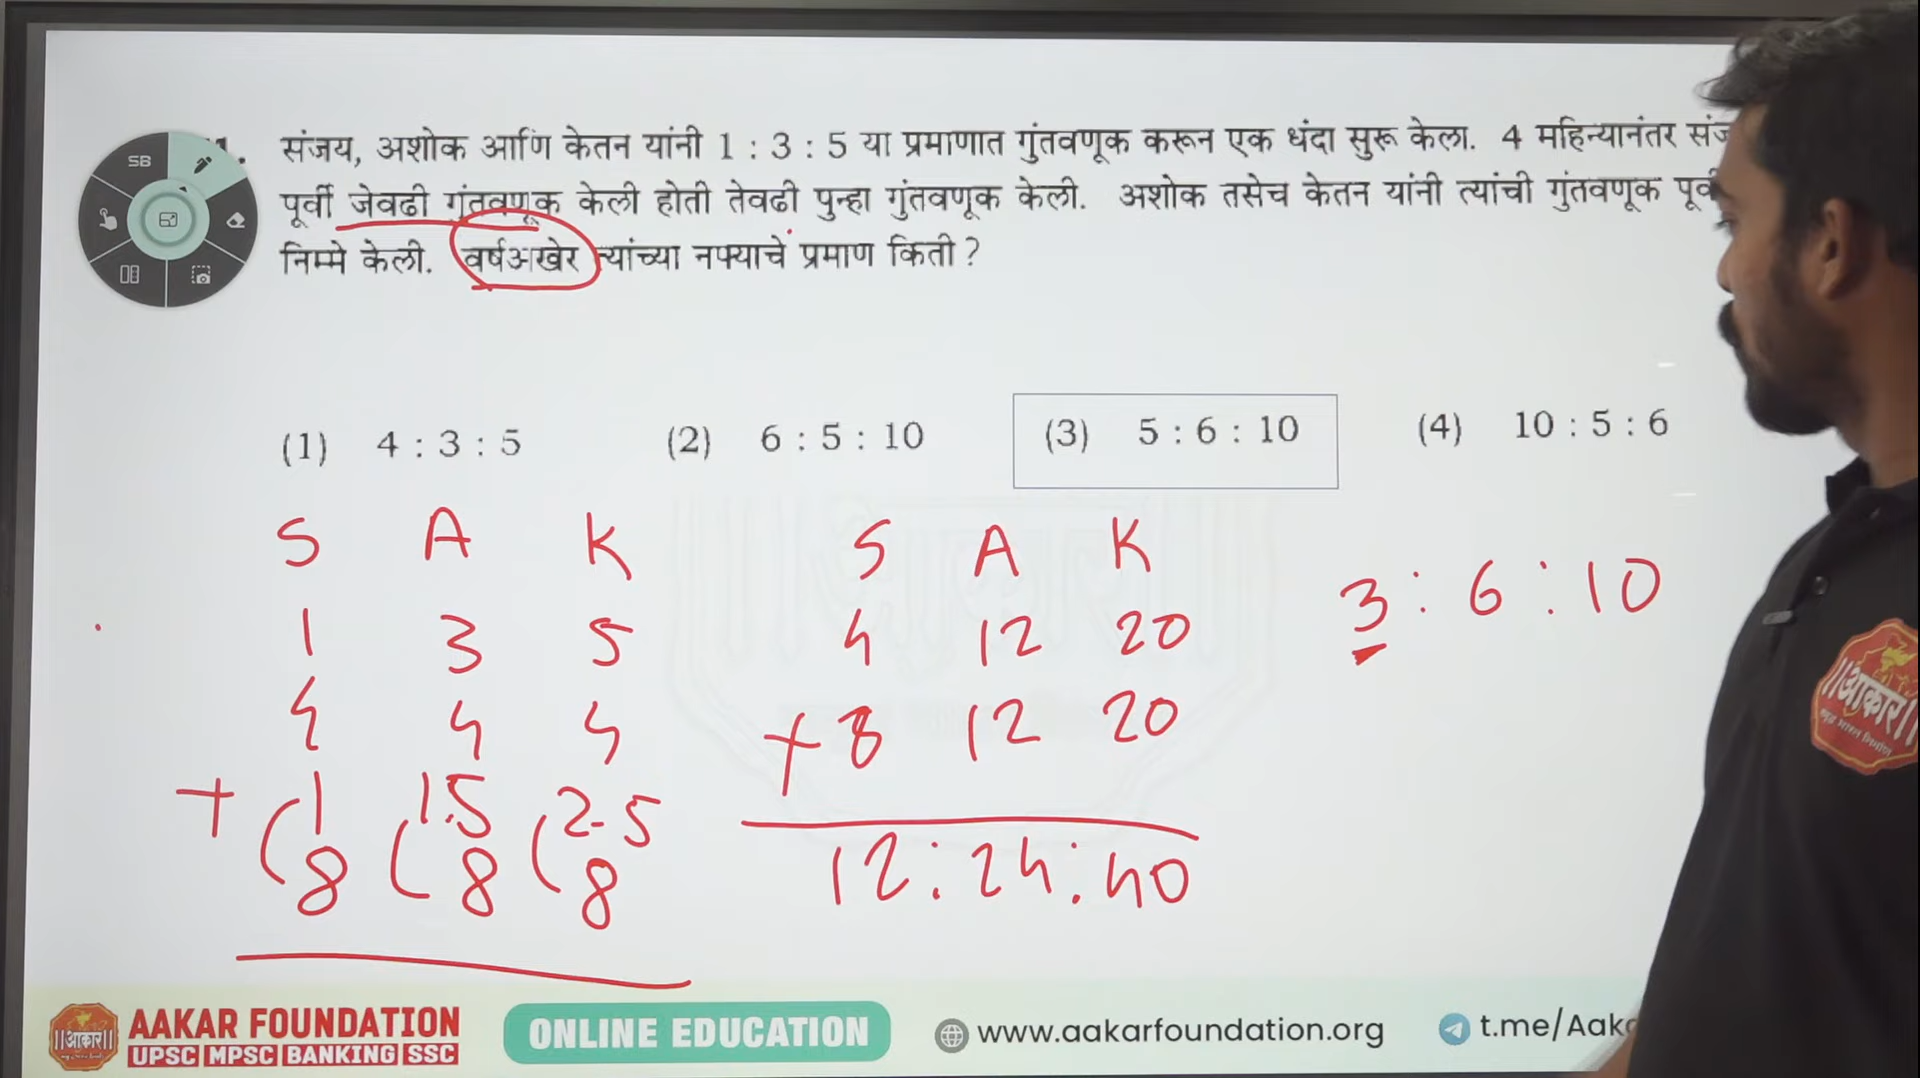 SB
संजय, अशोक आणि केतन यांनी 1 : 3 : 5 या प्रमाणात गुंतवणूक करून एक धंदा सुरू केला. 4 महिन्यानंतर
पूर्वी जेवढी गुंतवणूक केली होती तेवढी पुन्हा गुंतवणूक केली. अशोक तसेच केतन यांनी त्यांची गुंतवणूक
निम्मे केली. वर्षअखेर त्यांच्या नफ्याचे प्रमाण किती ?
(1) 4 : 3 : 5 (2) 6 : 5 : 10 (3) 5 : 6 : 10 (4) 10 : 5 : 6
S A K S A K
1 3 5 4 12 20 3 : 6 : 10
4 4 4 + 8 12 20
+ (1 (1.5 (2.5
8 8 8 12 : 24 : 40
॥आकार॥
॥आकार॥
AAKAR FOUNDATION
UPSC MPSC BANKING SSC
ONLINE EDUCATION
www.aakarfoundation.org